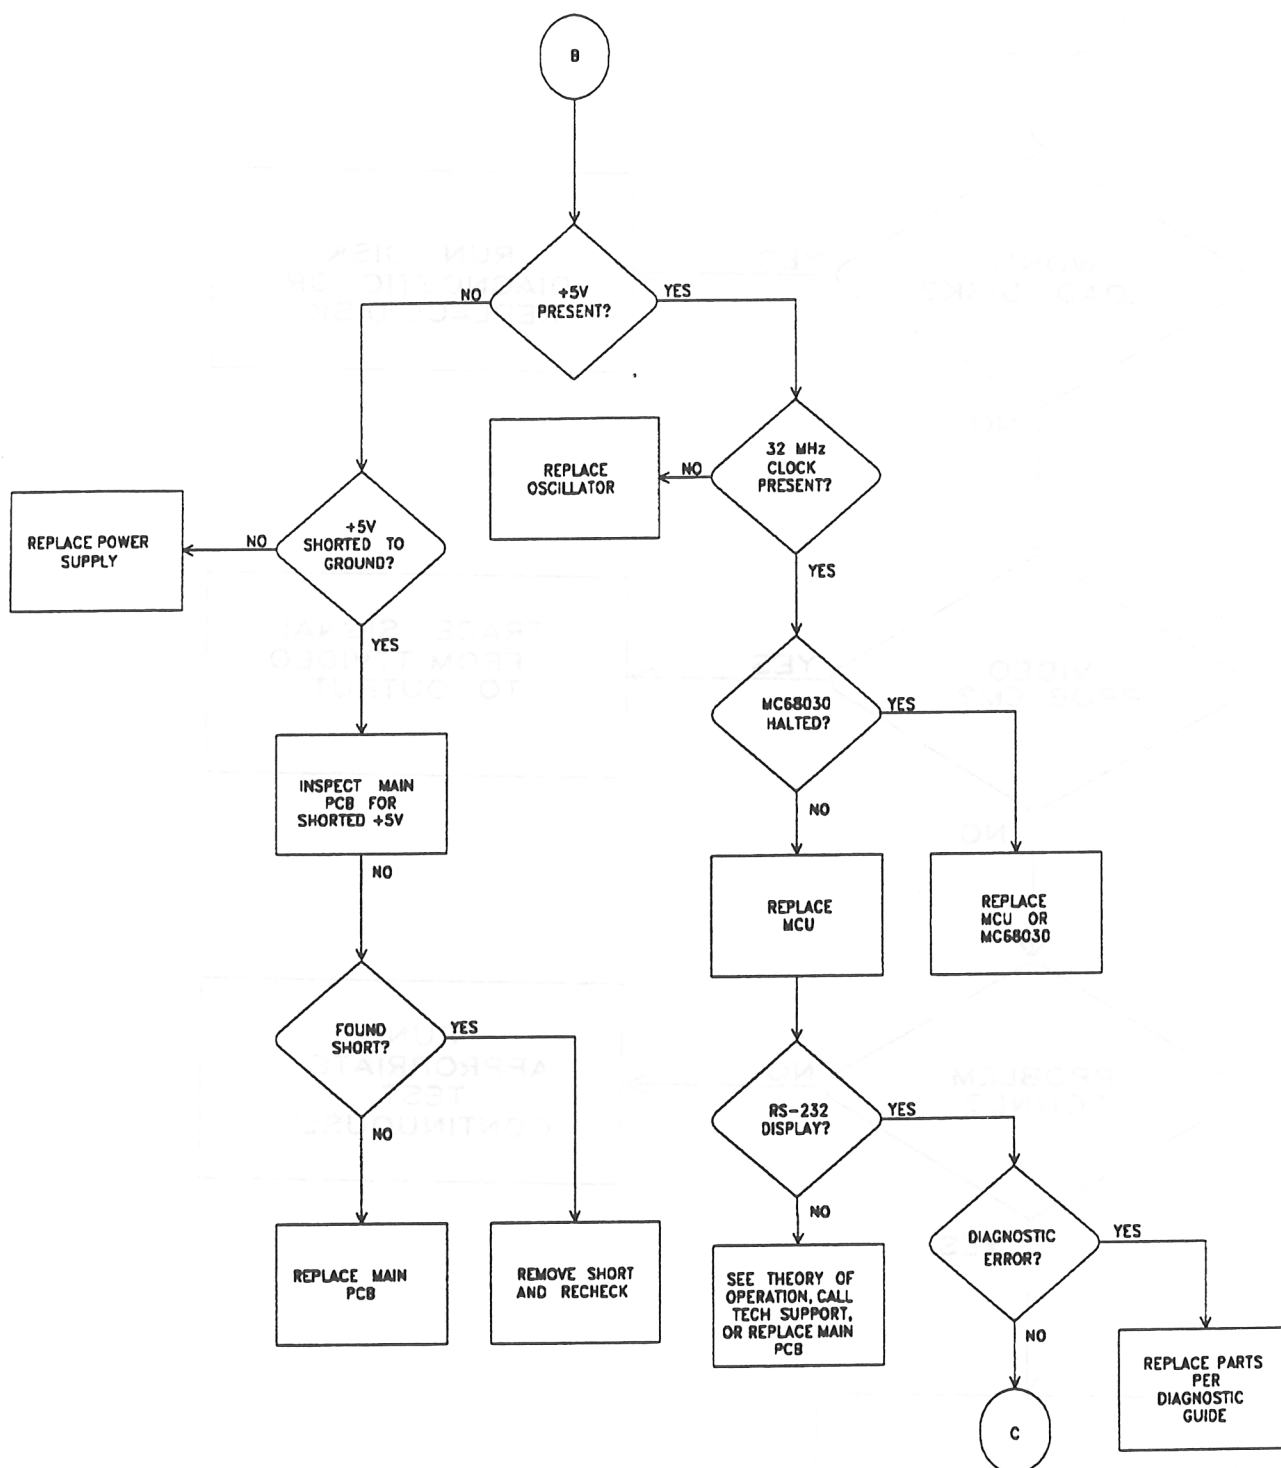 B
+5V
PRESENT?
NO
YES
32 MHz
CLOCK
PRESENT?
NO
REPLACE
OSCILLATOR
YES
+5V
SHORTED TO
GROUND?
NO
REPLACE POWER
SUPPLY
YES
MC68030
HALTED?
YES
NO
INSPECT MAIN
PCB FOR
SHORTED +5V
NO
REPLACE
MCU
REPLACE
MCU OR
MC68030
FOUND
SHORT?
YES
NO
RS-232
DISPLAY?
YES
NO
DIAGNOSTIC
ERROR?
YES
NO
REPLACE MAIN
PCB
REMOVE SHORT
AND RECHECK
SEE THEORY OF
OPERATION, CALL
TECH SUPPORT,
OR REPLACE MAIN
PCB
REPLACE PARTS
PER
DIAGNOSTIC
GUIDE
C